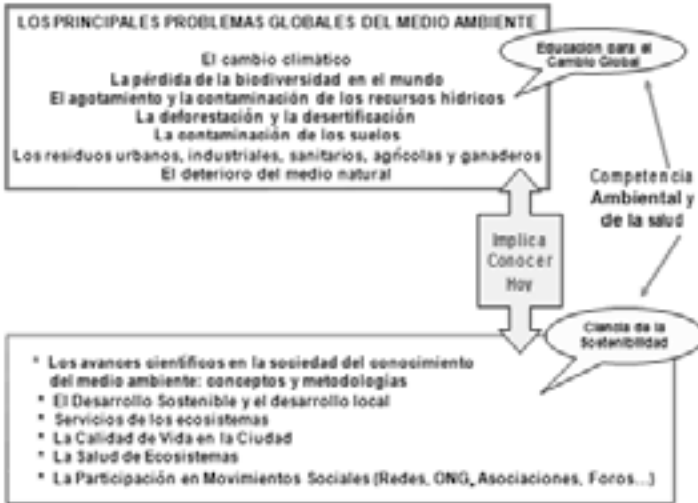 LOS PRINCIPALES PROBLEMAS GLOBALES DEL MEDIO AMBIENTE
El cambio climático
La pérdida de la biodiversidad en el mundo
El agotamiento y la contaminación de los recursos hídricos
La deforestación y la desertificación
La contaminación de los suelos
Los residuos urbanos, industriales, sanitarios, agrícolas y ganaderos
El deterioro del medio natural
Educación para el
Cambio Global
Competencia
Ambiental y
de la salud
Implica
Conocer
Hoy
Ciencia de la
Sostenibilidad
* Los avances científicos en la sociedad del conocimiento
del medio ambiente: conceptos y metodologías
* El Desarrollo Sostenible y el desarrollo local
* Servicios de los ecosistemas
* La Calidad de Vida en la Ciudad
* La Salud de Ecosistemas
* La Participación en Movimientos Sociales (Redes, ONG, Asociaciones, Foros...)